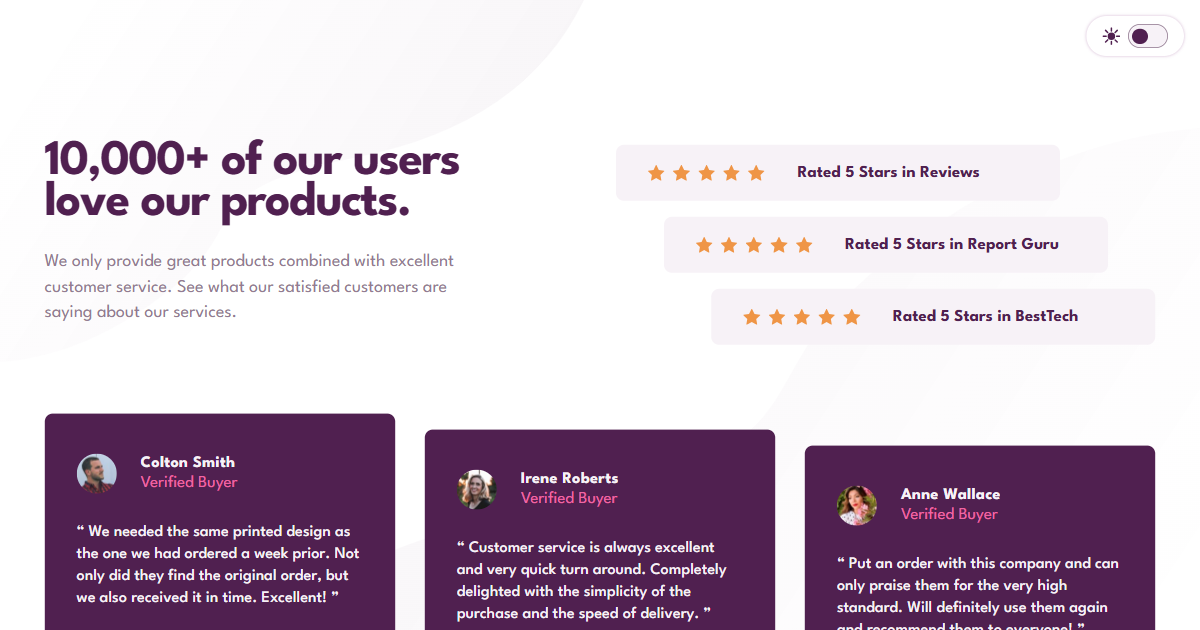 10,000+ of our users
love our products.
We only provide great products combined with excellent
customer service. See what our satisfied customers are
saying about our services.
Rated 5 Stars in Reviews
Rated 5 Stars in Report Guru
Rated 5 Stars in BestTech
Colton Smith
Verified Buyer
“ We needed the same printed design as
the one we had ordered a week prior. Not
only did they find the original order, but
we also received it in time. Excellent! ”
Irene Roberts
Verified Buyer
“ Customer service is always excellent
and very quick turn around. Completely
delighted with the simplicity of the
purchase and the speed of delivery. ”
Anne Wallace
Verified Buyer
“ Put an order with this company and can
only praise them for the very high
standard. Will definitely use them again
and recommend them to everyone! ”